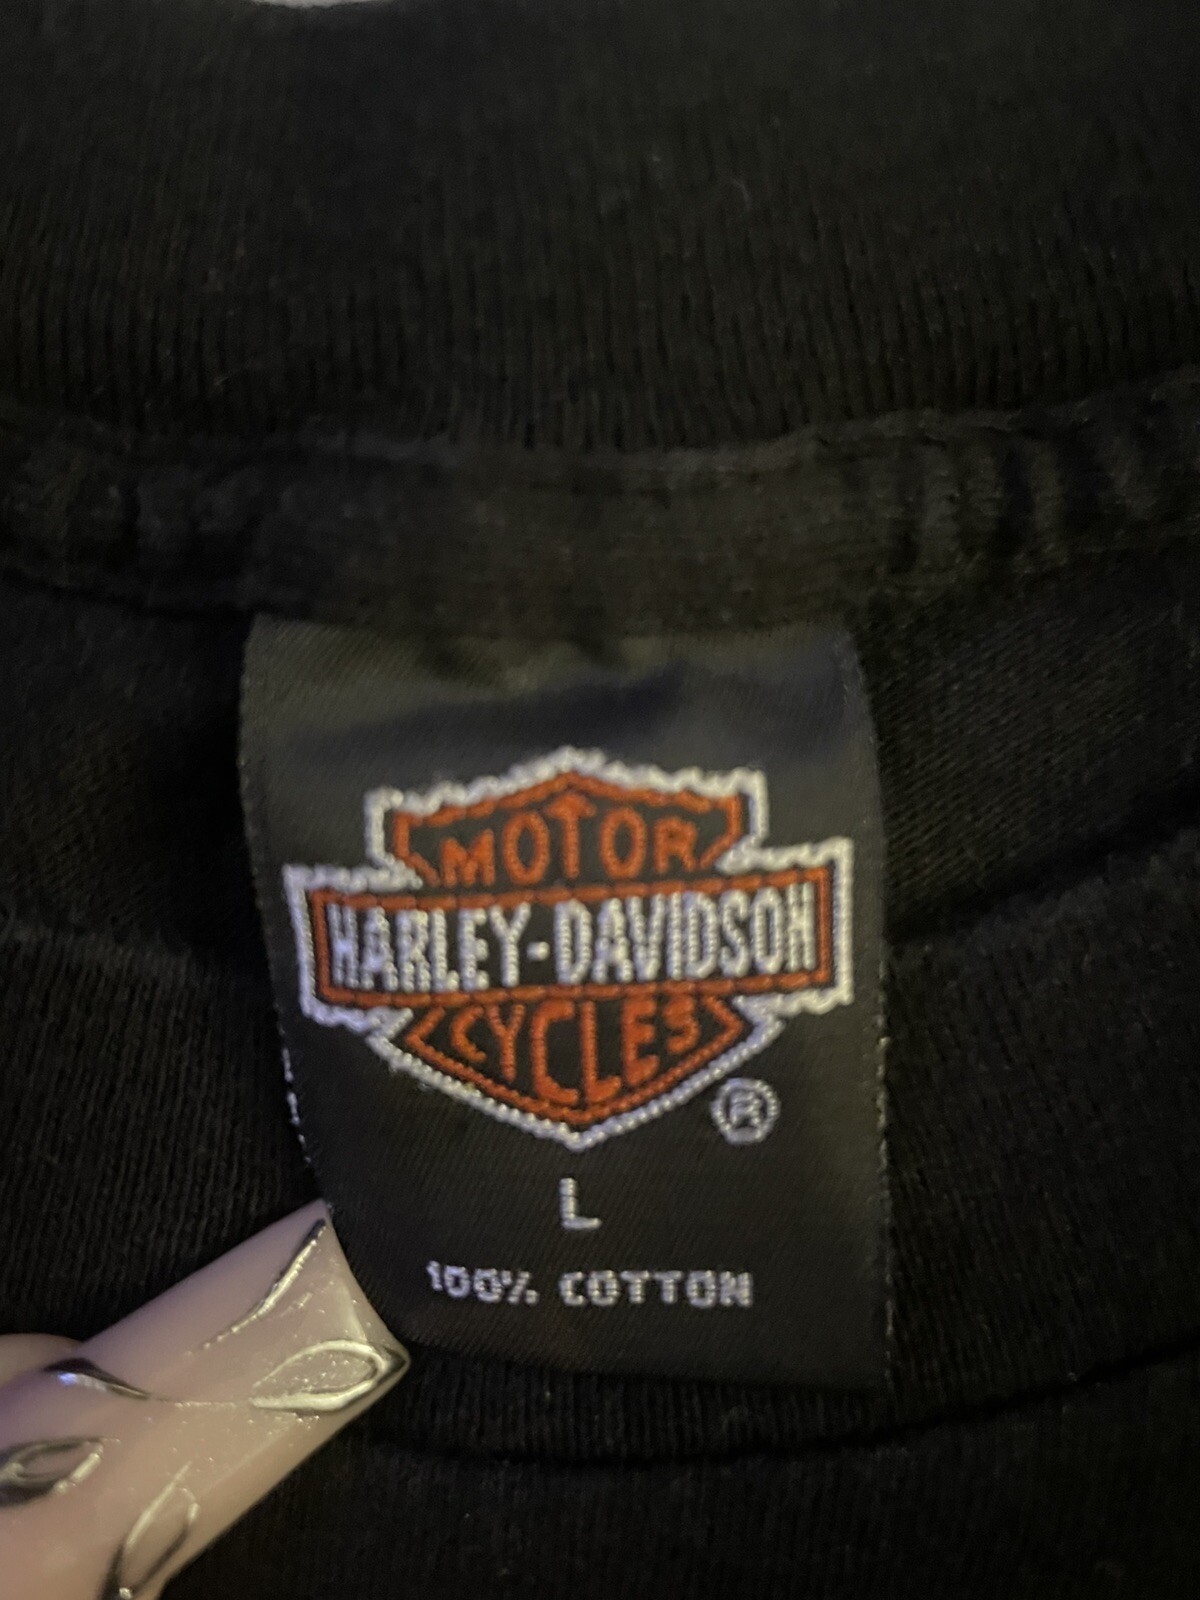 MOTOR
HARLEY-DAVIDSON
CYCLES
®
L
100% COTTON